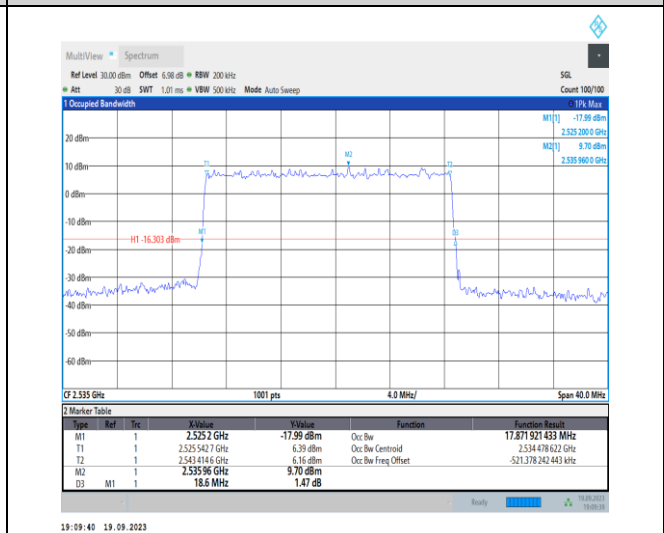 MultiView Spectrum
Ref Level 30.00 dBm Offset 6.98 dB RBW 200 kHz SGL
Att 30 dB SWT 1.01 ms VBW 500 kHz Mode Auto Sweep Count 100/100
1 Occupied Bandwidth 1Pk Max
M1[1] -17.99 dBm
2.525 200 0 GHz
M2[1] 9.70 dBm
2.535 960 0 GHz
20 dBm
10 dBm
0 dBm
-10 dBm
-20 dBm
-30 dBm
-40 dBm
-50 dBm
-60 dBm
T1
M2
T2
M1
D3
H1 -16.303 dBm
CF 2.535 GHz 1001 pts 4.0 MHz/ Span 40.0 MHz
2 Marker Table
Type Ref Trc X-Value Y-Value Function Function Result
M1 1 2.525 2 GHz -17.99 dBm Occ Bw 17.871 921 433 MHz
T1 1 2.525 542 7 GHz 6.39 dBm Occ Bw Centroid 2.534 478 622 GHz
T2 1 2.543 414 6 GHz 6.16 dBm Occ Bw Freq Offset -521.378 242 443 kHz
M2 1 2.535 96 GHz 9.70 dBm
D3 M1 1 18.6 MHz 1.47 dB
Ready 19.09.2023
19:09:39
19:09:40 19.09.2023